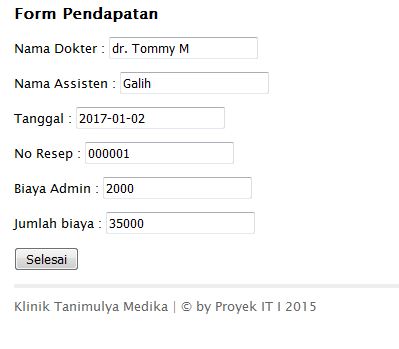 Form Pendapatan
Nama Dokter : dr. Tommy M
Nama Assisten : Galih
Tanggal : 2017-01-02
No Resep : 000001
Biaya Admin : 2000
Jumlah biaya : 35000
Selesai
Klinik Tanimulya Medika | © by Proyek IT I 2015